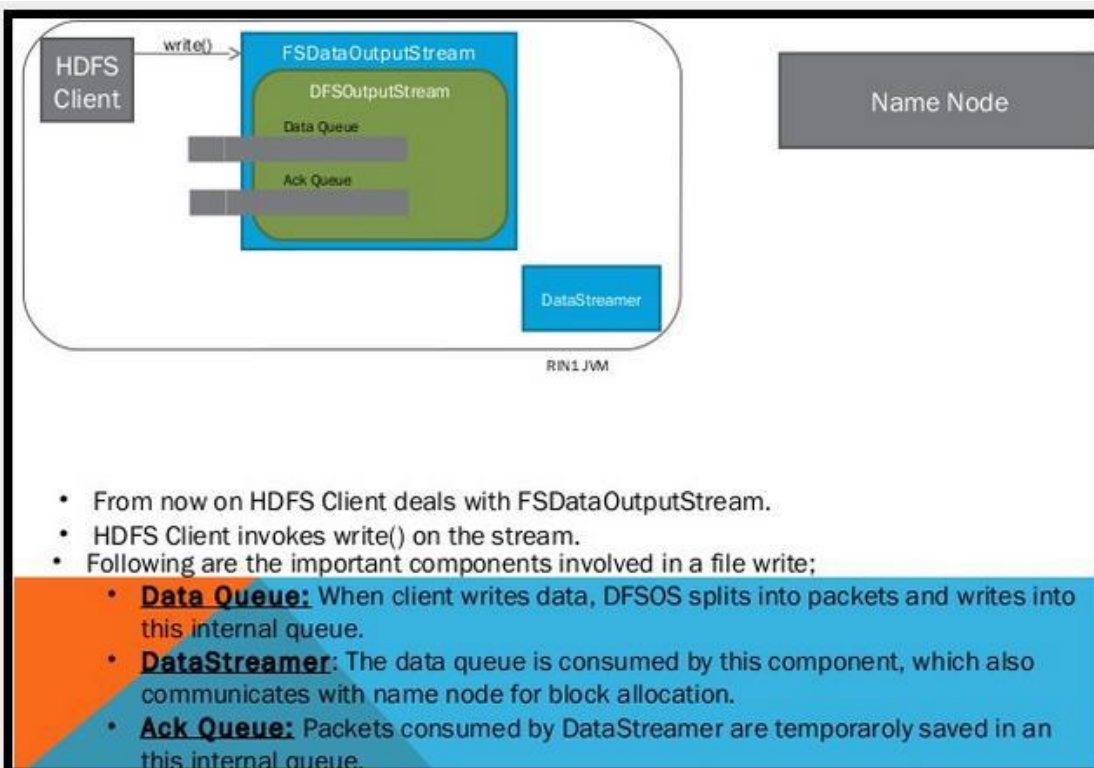 write()
HDFS
Client
FSDataOutputStream
DFSOutputStream
Data Queue
Ack Queue
Name Node
DataStreamer
RIN1 JVM
• From now on HDFS Client deals with FSDataOutputStream.
• HDFS Client invokes write() on the stream.
• Following are the important components involved in a file write;
• Data Queue: When client writes data, DFSOS splits into packets and writes into
this internal queue.
• DataStreamer: The data queue is consumed by this component, which also
communicates with name node for block allocation.
• Ack Queue: Packets consumed by DataStreamer are temporaroly saved in an
this internal queue.